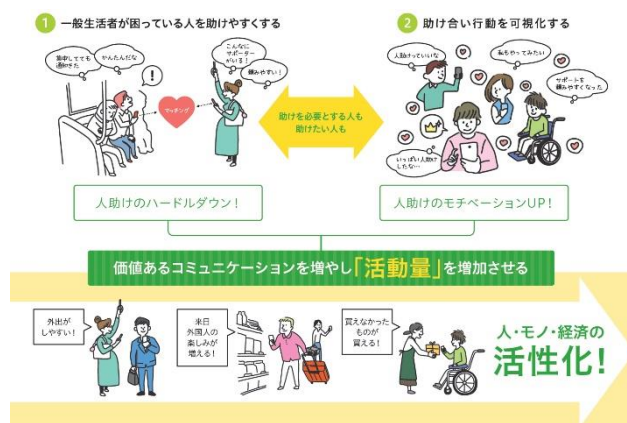 1 一般生活者が困っている人を助けやすくする
2 助け合い行動を可視化する
集中してても
通知きた
かんたんだな
!
こんなに
サポーター
がいる!
頼みやすい!
マッチング
助けを必要とする人も
助けたい人も
人助けっていいな
私もやってみたい
サポートを
頼みやすくなった
いっぱい人助け
したな…
人助けのハードルダウン!
人助けのモチベーションUP!
価値あるコミュニケーションを増やし「活動量」を増加させる
外出が
しやすい!
来日
外国人の
楽しみが
増える!
買えなかった
ものが
買える!
人・モノ・経済の
活性化!